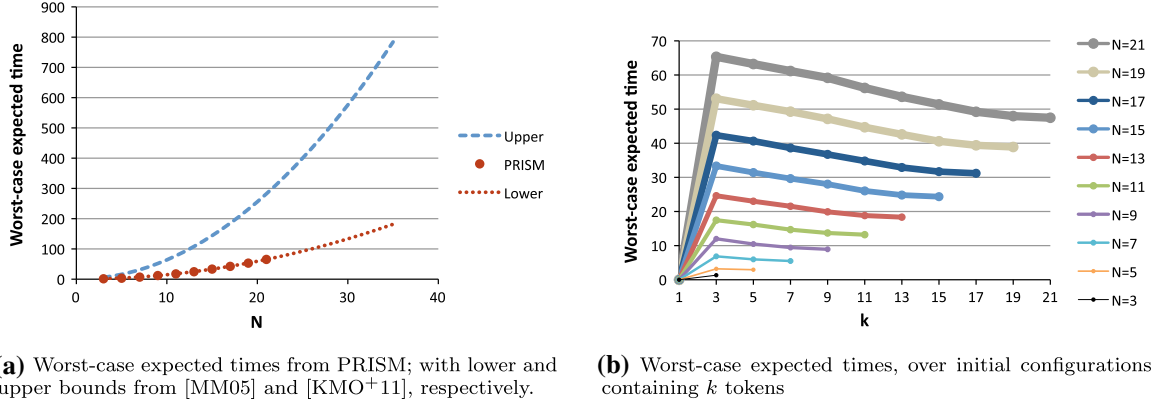 900
800
700
600
500
400
300
200
100
0
0
10
20
30
40
Worst-case expected time
N
Upper
PRISM
Lower
(a) Worst-case expected times from PRISM; with lower and
upper bounds from [MM05] and [KMO+11], respectively.
70
60
50
40
30
20
10
0
1
3
5
7
9
11
13
15
17
19
21
Worst-case expected time
k
N=21
N=19
N=17
N=15
N=13
N=11
N=9
N=7
N=5
N=3
(b) Worst-case expected times, over initial configurations
containing k tokens